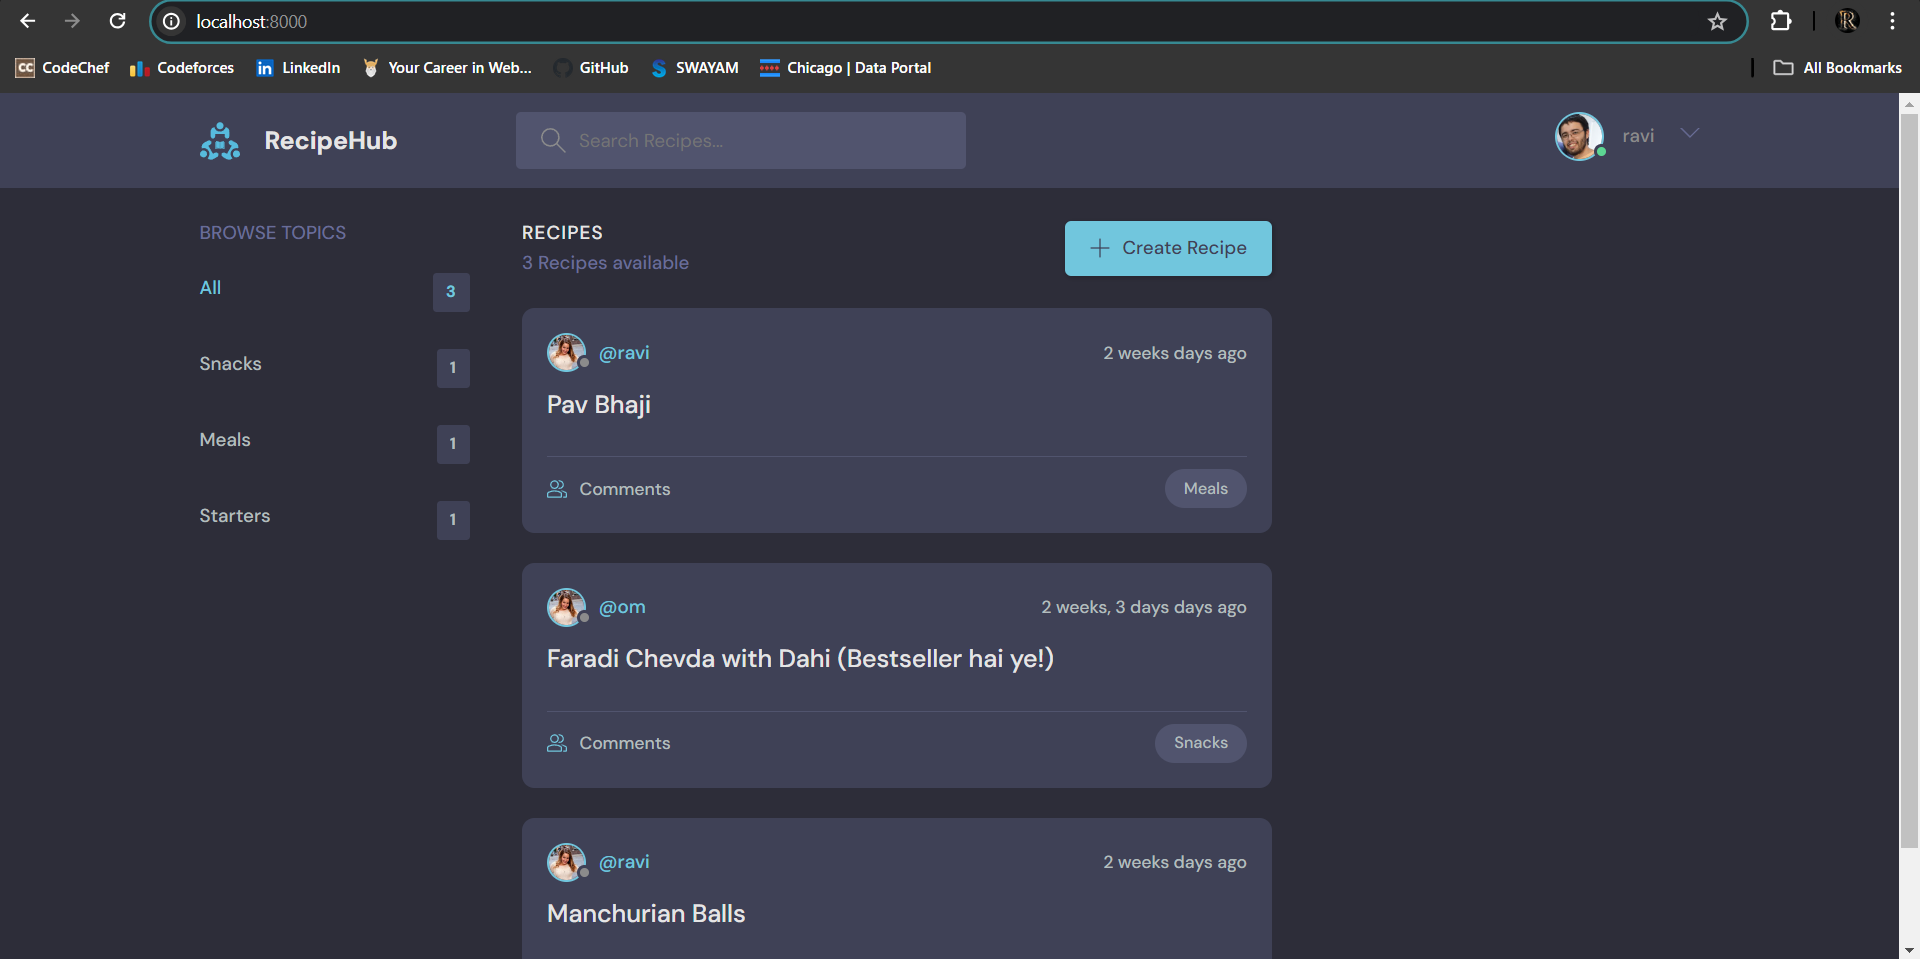 localhost:8000
CodeChef Codeforces LinkedIn Your Career in Web... GitHub SWAYAM Chicago | Data Portal All Bookmarks
RecipeHub Search Recipes... ravi
BROWSE TOPICS
All 3
Snacks 1
Meals 1
Starters 1
RECIPES
3 Recipes available
Create Recipe
@ravi 2 weeks days ago
Pav Bhaji
Comments Meals
@om 2 weeks, 3 days days ago
Faradi Chevda with Dahi (Bestseller hai ye!)
Comments Snacks
@ravi 2 weeks days ago
Manchurian Balls